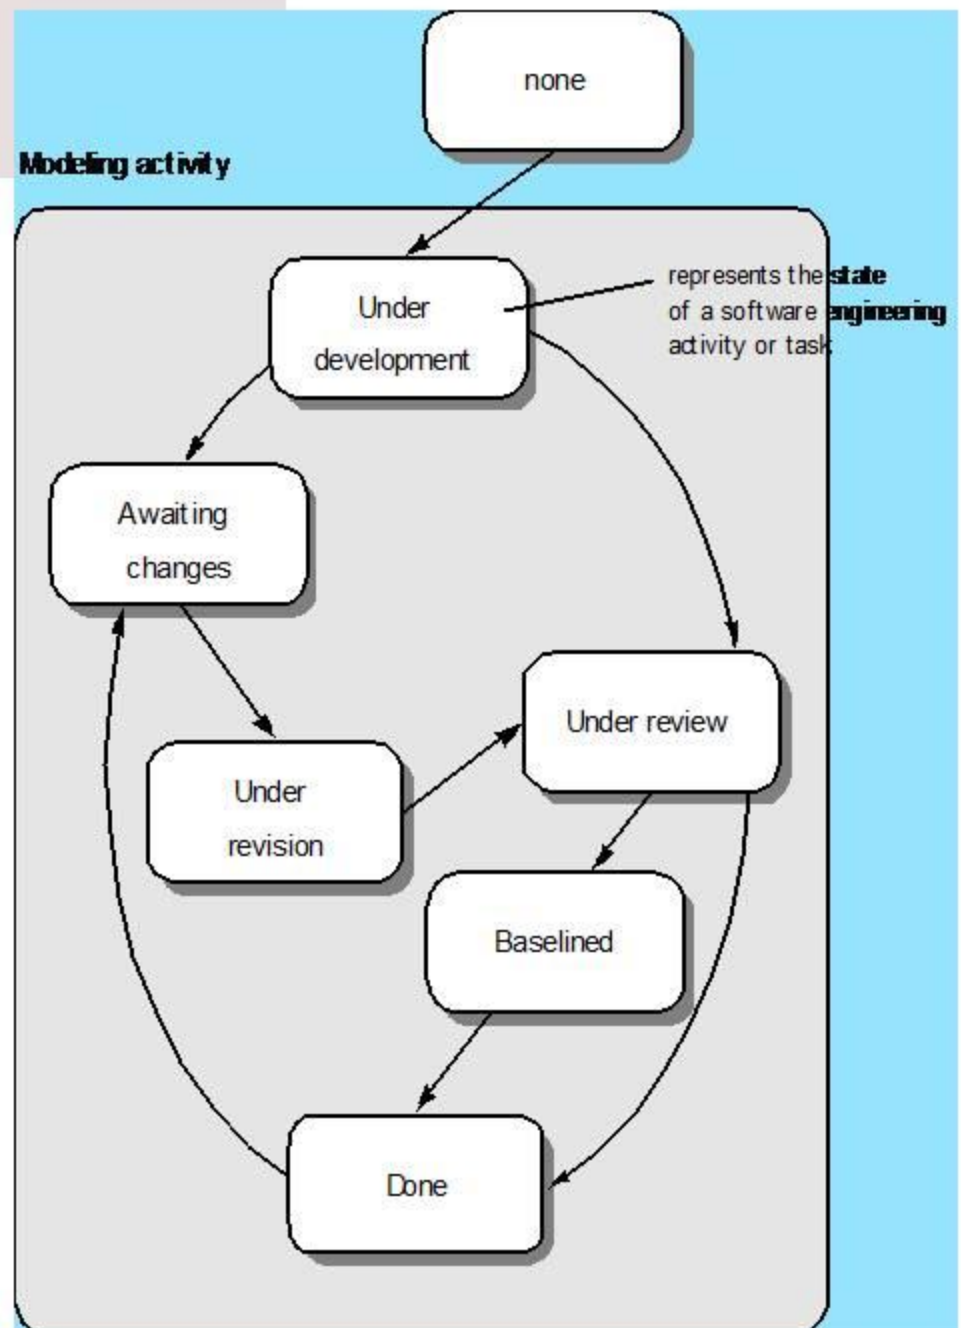 none
Modeling activity
Under
development
represents the state
of a software engineering
activity or task
Awaiting
changes
Under review
Under
revision
Baselined
Done